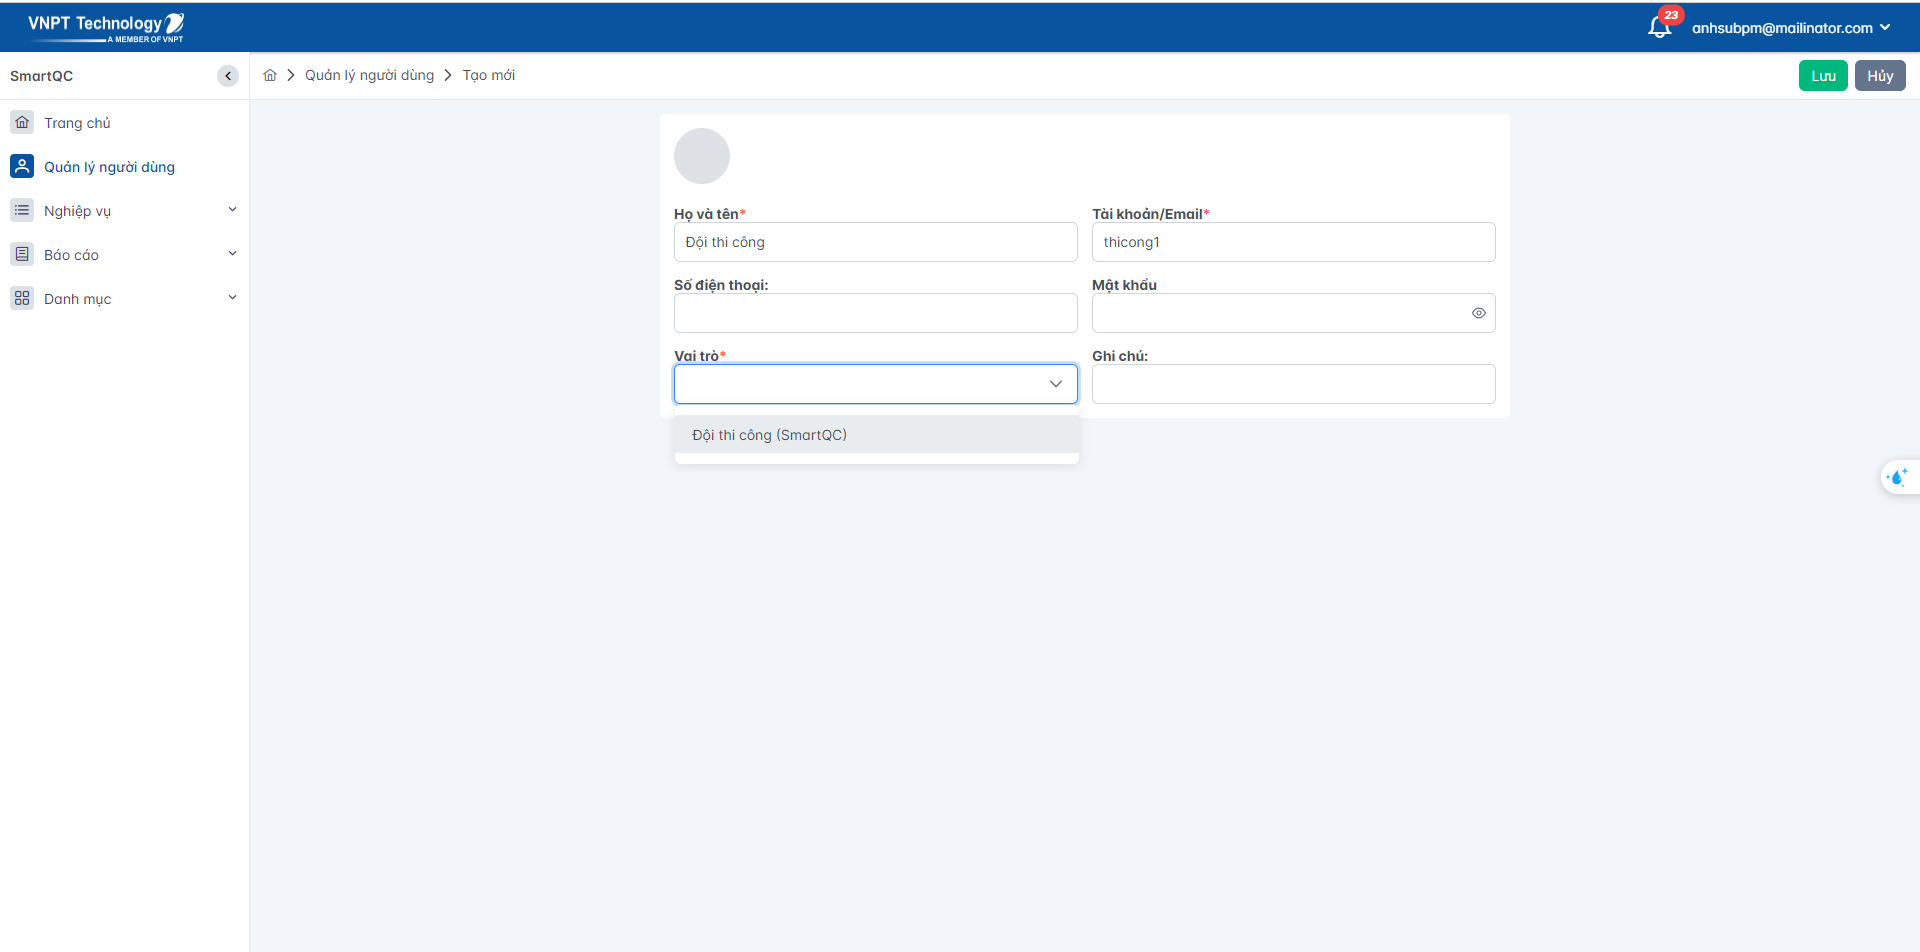 VNPT Technology
A MEMBER OF VNPT
23
anhsubpm@mailinator.com
SmartQC
Quản lý người dùng
Tạo mới
Lưu
Hủy
Trang chủ
Quản lý người dùng
Nghiệp vụ
Báo cáo
Danh mục
Họ và tên*
Tài khoản/Email*
Đội thi công
thicong1
Số điện thoại:
Mật khẩu
Vai trò*
Ghi chú:
Đội thi công (SmartQC)